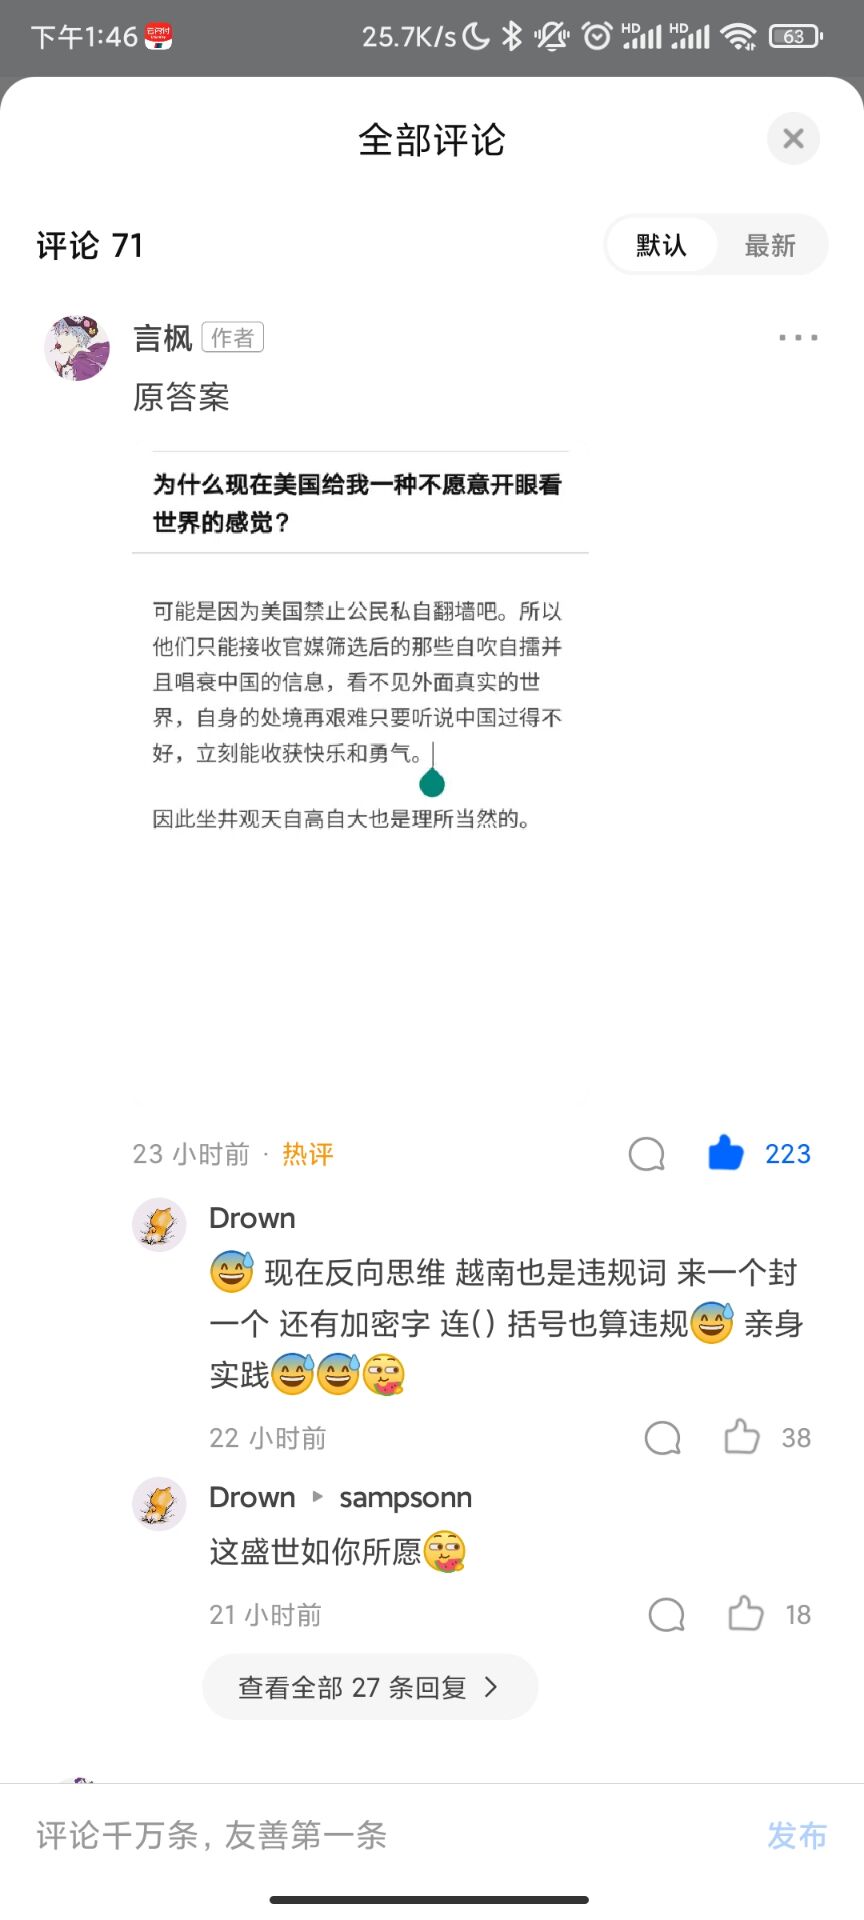 下午1:46
25.7K/s
HD
HD
63
全部评论
评论 71
默认
最新
言枫 作者
原答案
为什么现在美国给我一种不愿意开眼看
世界的感觉？
可能是因为美国禁止公民私自翻墙吧。所以
他们只能接收官媒筛选后的那些自吹自擂并
且唱衰中国的信息，看不见外面真实的世
界，自身的处境再艰难只要听说中国过得不
好，立刻能收获快乐和勇气。
因此坐井观天自高自大也是理所当然的。
23 小时前 · 热评
223
Drown
😅 现在反向思维 越南也是违规词 来一个封
一个 还有加密字 连() 括号也算违规😅 亲身
实践😅😅
22 小时前
38
Drown ▸ sampsonn
这盛世如你所愿
21 小时前
18
查看全部 27 条回复 >
评论千万条，友善第一条
发布